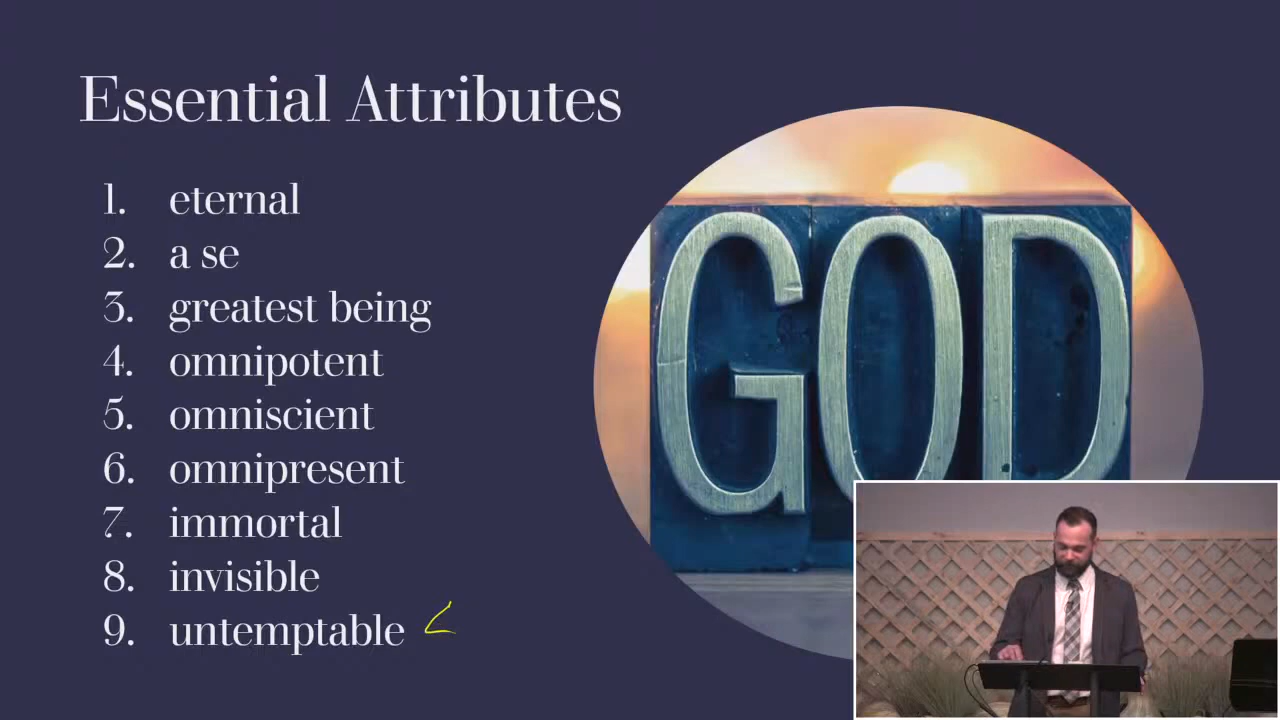 Essential Attributes
1. eternal
2. a se
3. greatest being
4. omnipotent
5. omniscient
6. omnipresent
7. immortal
8. invisible
9. untemptable
GOD